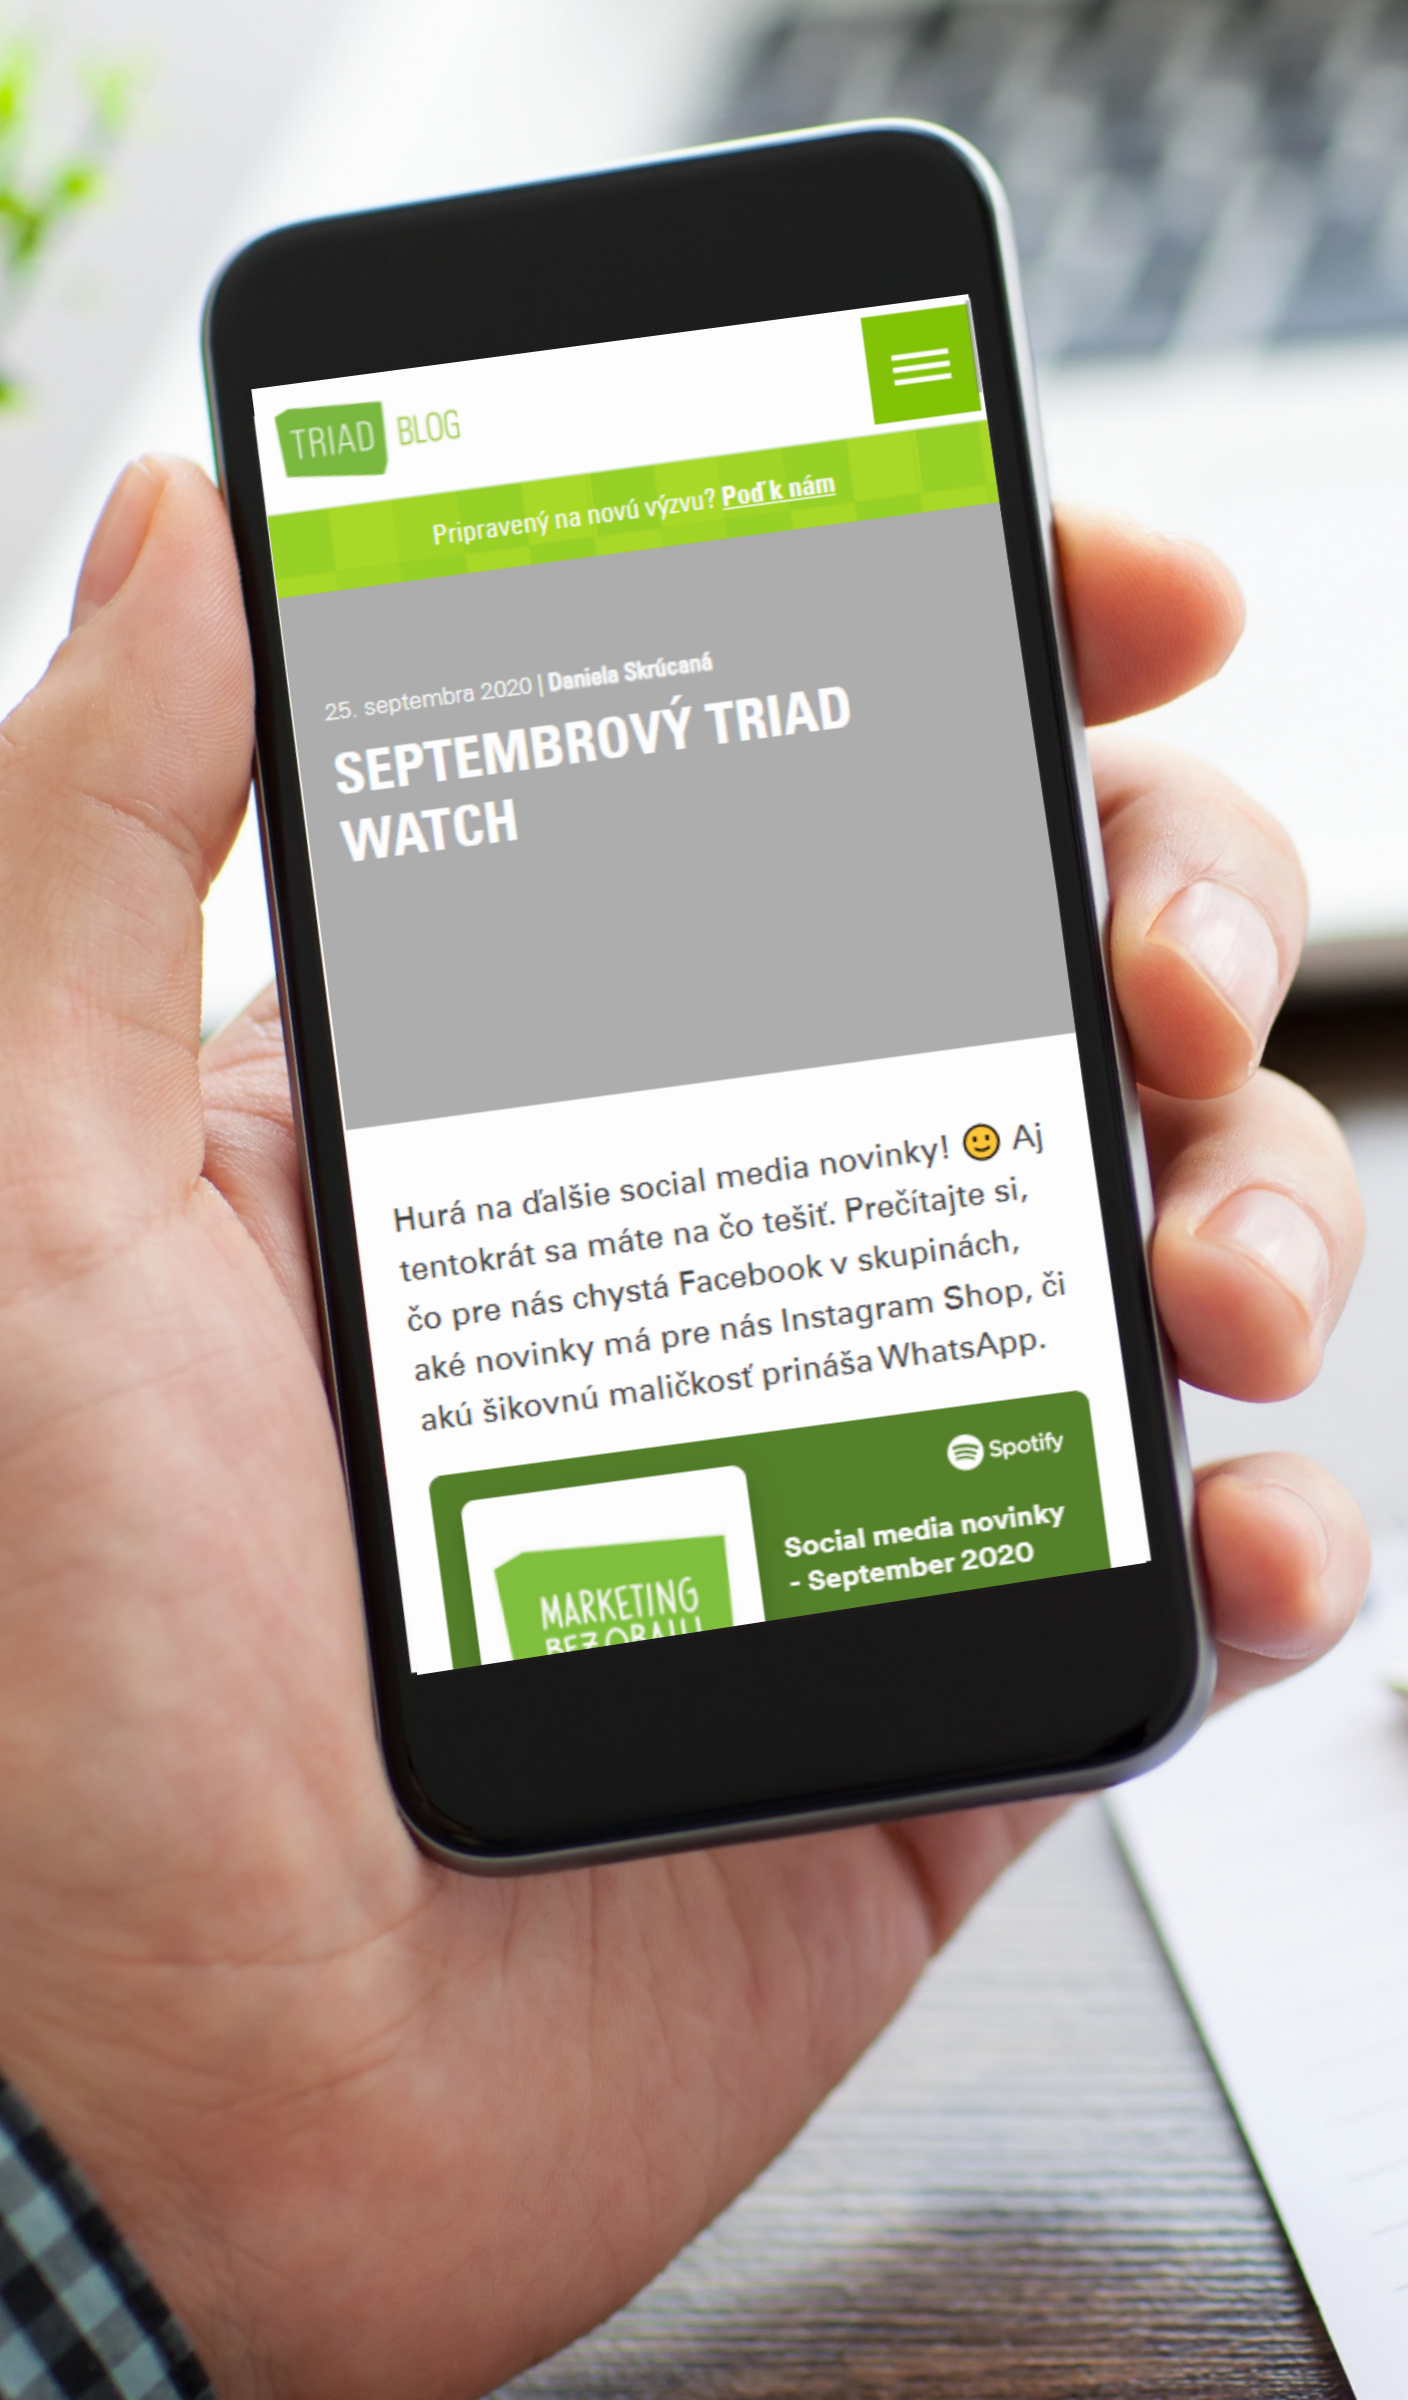 TRIAD BLOG
Pripravený na novú výzvu? Poď k nám
25. septembra 2020 | Daniela Skrúcaná
SEPTEMBROVÝ TRIAD
WATCH
Hurá na ďalšie social media novinky! 🙂 Aj
tentokrát sa máte na čo tešiť. Prečítajte si,
čo pre nás chystá Facebook v skupinách,
aké novinky má pre nás Instagram Shop, či
akú šikovnú maličkosť prináša WhatsApp.
Spotify
Social media novinky
- September 2020
MARKETING
BEZ OBALU